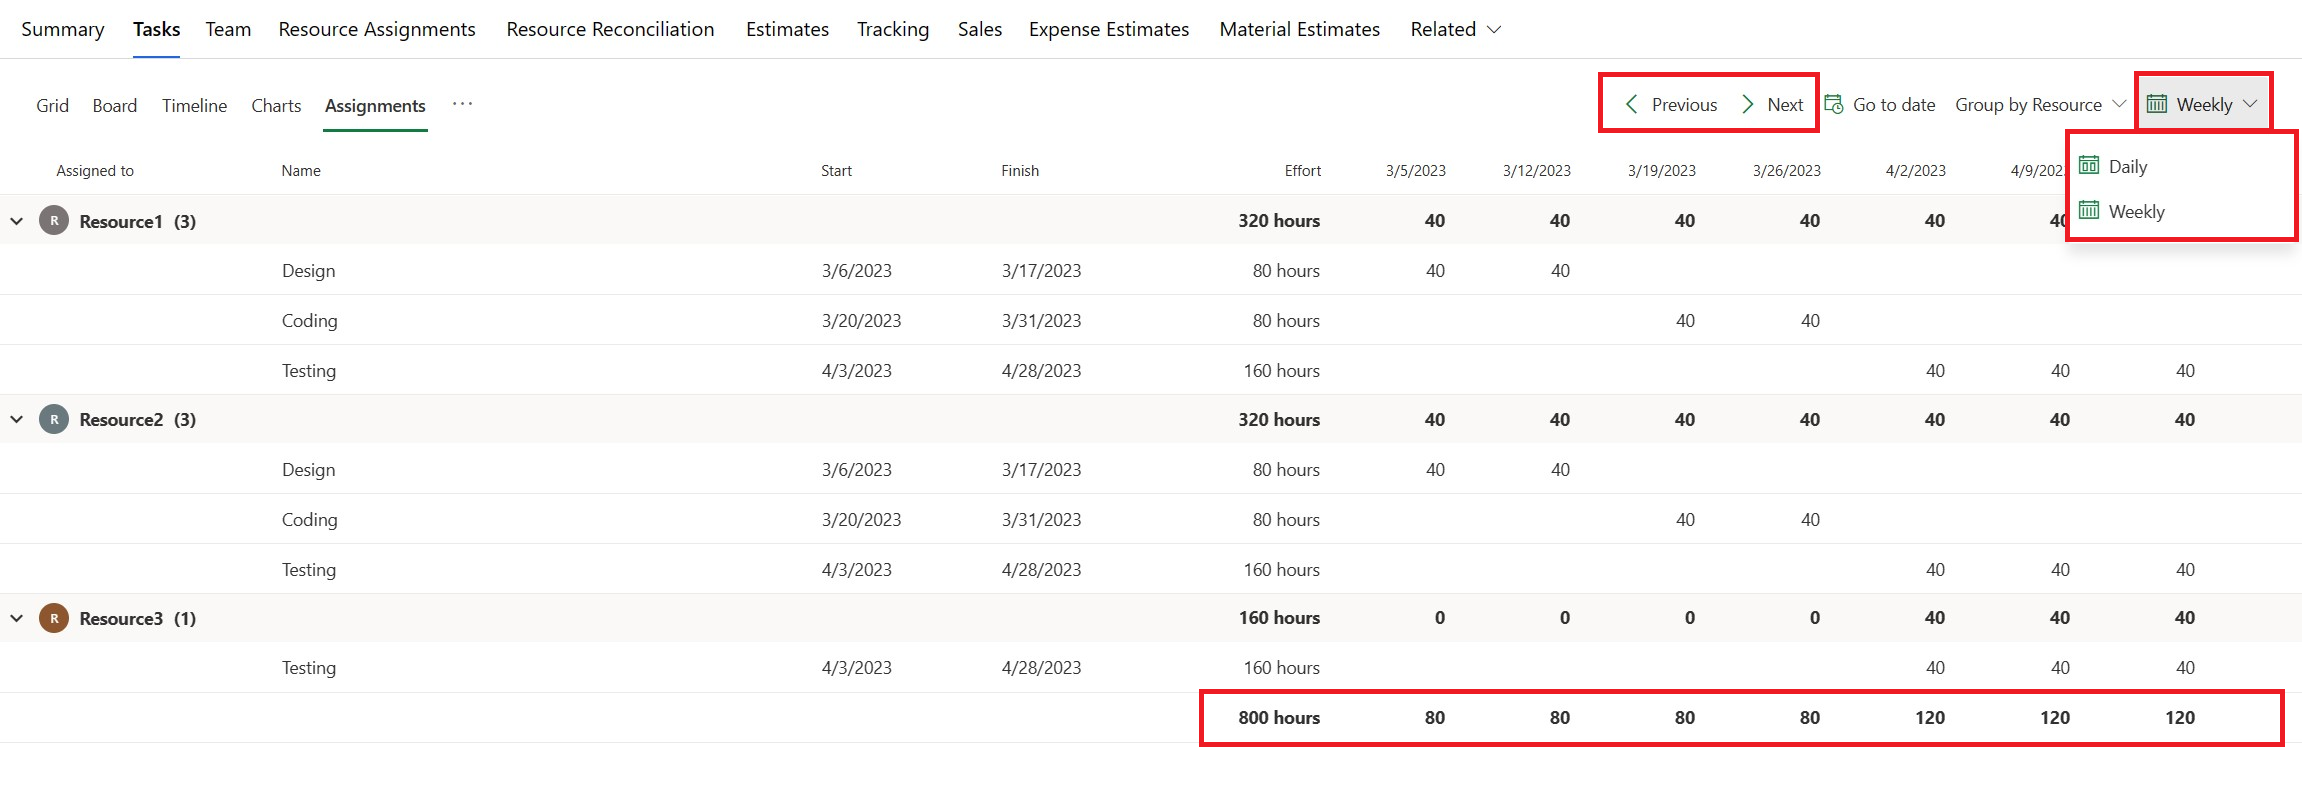 Summary Tasks Team Resource Assignments Resource Reconciliation Estimates Tracking Sales Expense Estimates Material Estimates Related
Grid Board Timeline Charts Assignments ··· Previous Next Go to date Group by Resource Weekly
Daily
Weekly
Assigned to Name Start Finish Effort 3/5/2023 3/12/2023 3/19/2023 3/26/2023 4/2/2023 4/9/202
R Resource1 (3) 320 hours 40 40 40 40 40 40
Design 3/6/2023 3/17/2023 80 hours 40 40
Coding 3/20/2023 3/31/2023 80 hours 40 40
Testing 4/3/2023 4/28/2023 160 hours 40 40 40
R Resource2 (3) 320 hours 40 40 40 40 40 40 40
Design 3/6/2023 3/17/2023 80 hours 40 40
Coding 3/20/2023 3/31/2023 80 hours 40 40
Testing 4/3/2023 4/28/2023 160 hours 40 40 40
R Resource3 (1) 160 hours 0 0 0 0 40 40 40
Testing 4/3/2023 4/28/2023 160 hours 40 40 40
800 hours 80 80 80 80 120 120 120